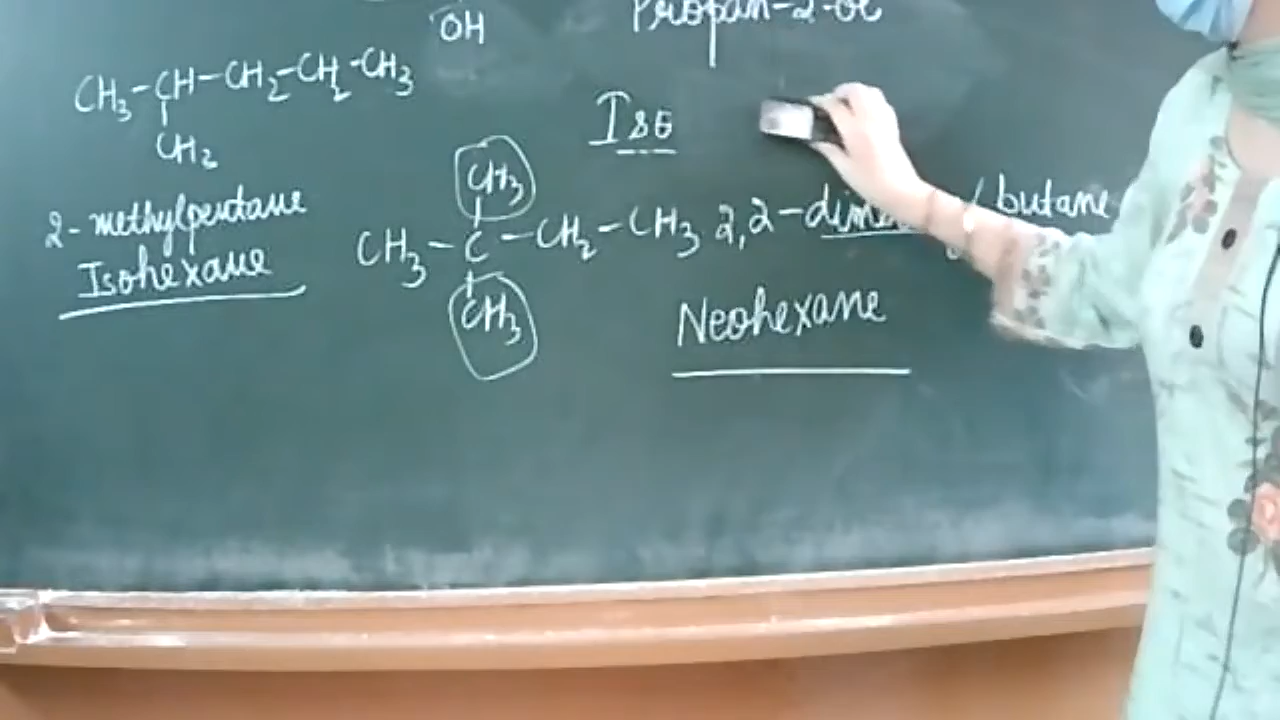 OH
Propan-2-ol
CH3-CH-CH2-CH2-CH3
CH2
2-methylpentane
Isohexane
Iso
CH3
CH3-C-CH2-CH3 2,2-dimethyl butane
CH3
Neohexane